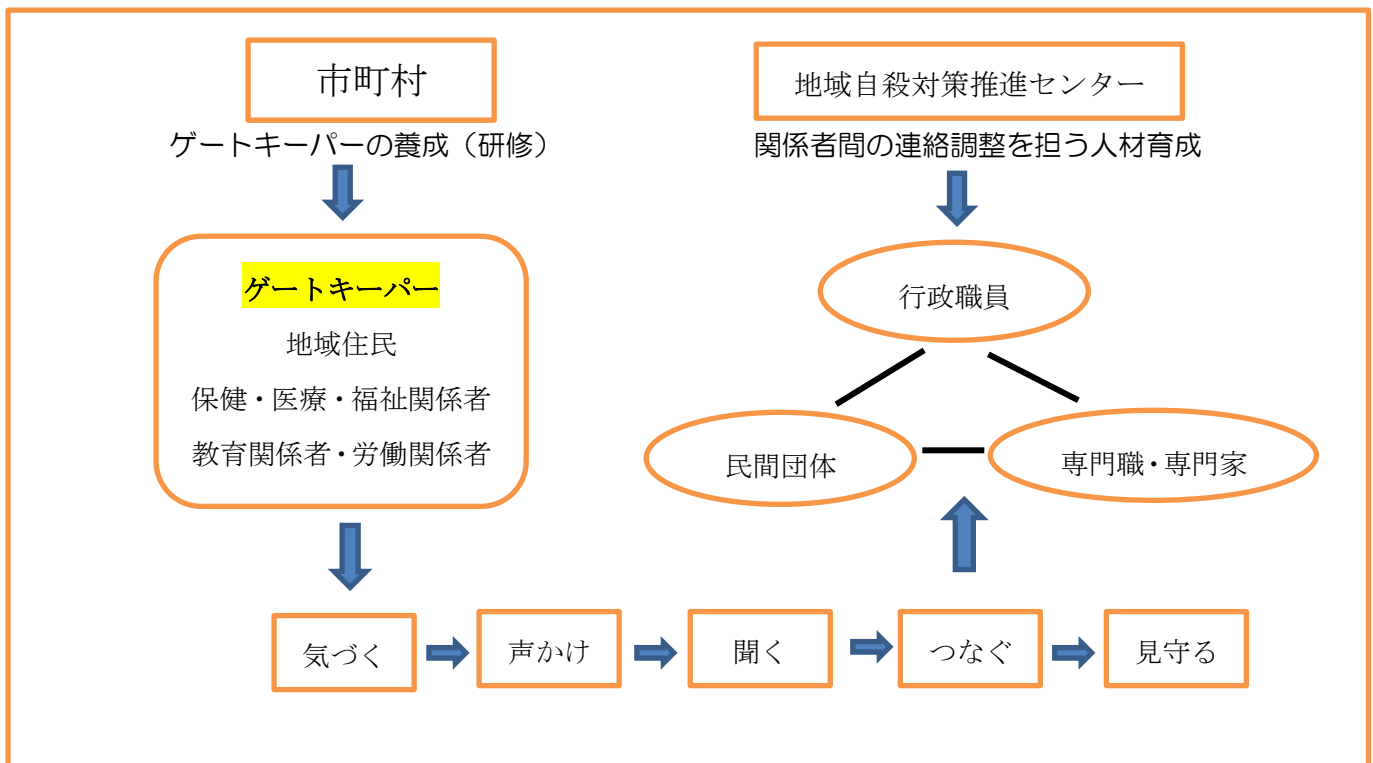 市町村
ゲートキーパーの養成（研修）
ゲートキーパー
地域住民
保健・医療・福祉関係者
教育関係者・労働関係者
地域自殺対策推進センター
関係者間の連絡調整を担う人材育成
行政職員
民間団体
専門職・専門家
気づく
声かけ
聞く
つなぐ
見守る